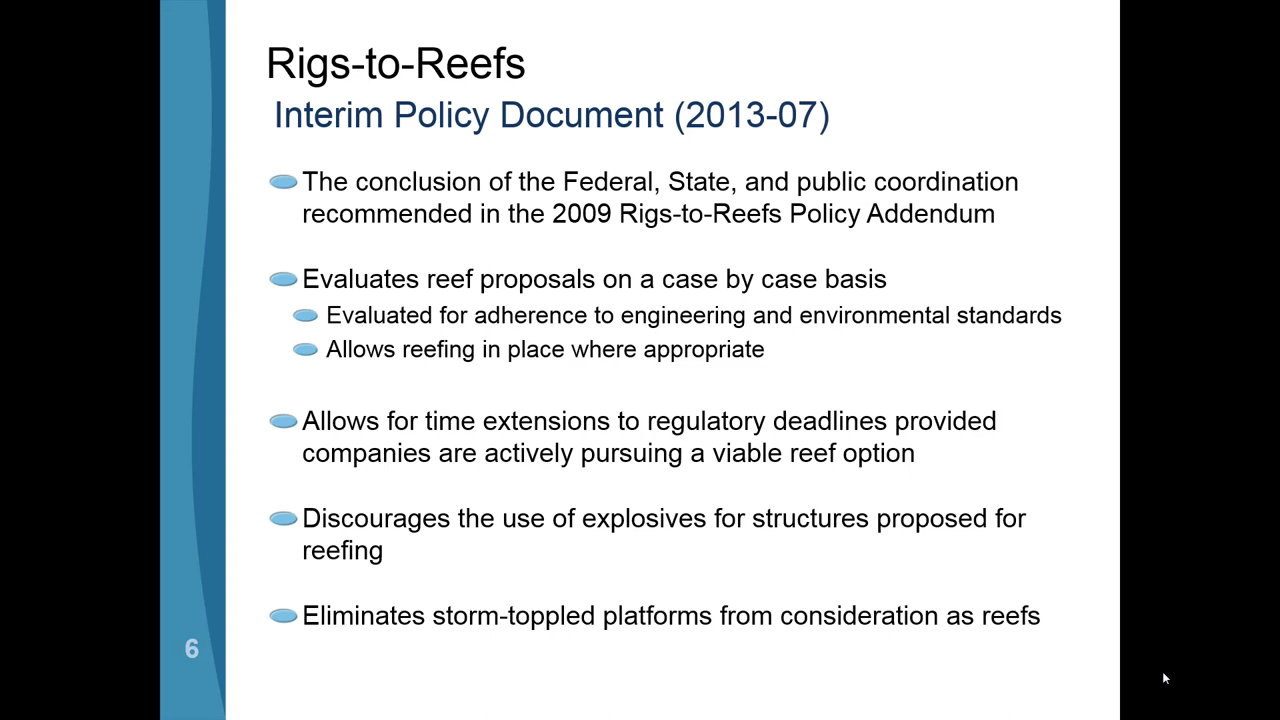 Rigs-to-Reefs
Interim Policy Document (2013-07)
The conclusion of the Federal, State, and public coordination
recommended in the 2009 Rigs-to-Reefs Policy Addendum
Evaluates reef proposals on a case by case basis
Evaluated for adherence to engineering and environmental standards
Allows reefing in place where appropriate
Allows for time extensions to regulatory deadlines provided
companies are actively pursuing a viable reef option
Discourages the use of explosives for structures proposed for
reefing
Eliminates storm-toppled platforms from consideration as reefs
6